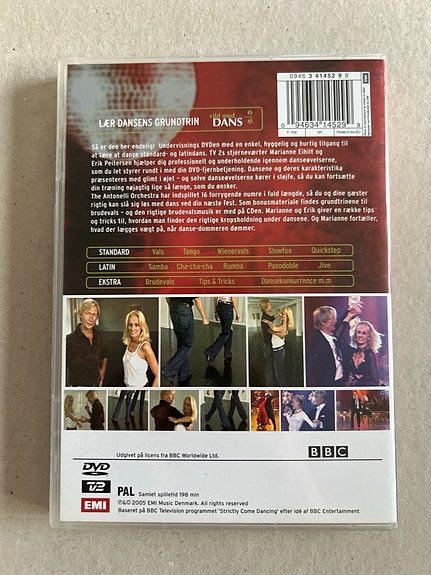 0946 3 41452 9 9
EMI
LÆR DANSENS GRUNDTRIN
vild med
DANS
0 94634 14529 9
Så er den her endelig! Undervisnings DVDen med en enkel, hyggelig og hurtig tilgang til
at lære at danse standard- og latindans. TV 2s stjerneværter Marianne Eihilt og
Erik Peitersen hjælper dig professionelt og underholdende igennem danseøvelserne,
som du let styrer rundt i med din DVD-fjernbetjening. Dansene og deres karakteristika
præsenteres med glimt i øjet - og selve danseøvelserne kører i sløjfe, så du kan fortsætte
din træning nøjagtig lige så længe, som du ønsker.
The Antonelli Orchestra har indspillet 16 forrygende numre i fuld længde, så du og dine gæster
rigtig kan slå sig løs med dans ved din næste fest. Som bonusmateriale findes grundtrinene til
brudevals - og den rigtige brudevalsmusik er med på CDen. Marianne og Erik giver en række tips
og tricks til, hvordan man finder den rigtige kropsholdning under dansene. Og Marianne fortæller,
hvad der lægges vægt på, når danse-dommeren dømmer.
STANDARD Vals Tango Wienervals Slowfox Quickstep
LATIN Samba Cha-cha-cha Rumba Pasodoble Jive
EKSTRA Brudevals Tips & Tricks Dansekonkurrence m.m
Udgivet på licens fra BBC Worldwide Ltd.
BBC
DVD
TV2
EMI
PAL Samlet spilletid 198 min
℗&© 2005 EMI Music Denmark. All rights reserved
Baseret på BBC Television programmet 'Strictly Come Dancing' efter idé af BBC Entertainment